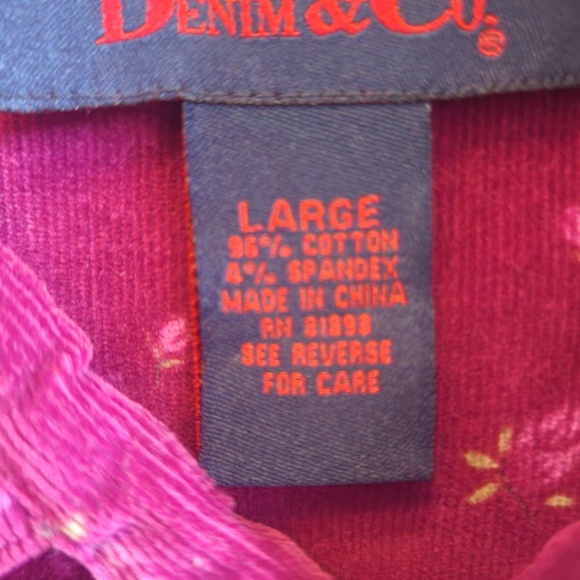 DENIM & CO.®
LARGE
96% COTTON
4% SPANDEX
MADE IN CHINA
RN 81898
SEE REVERSE
FOR CARE